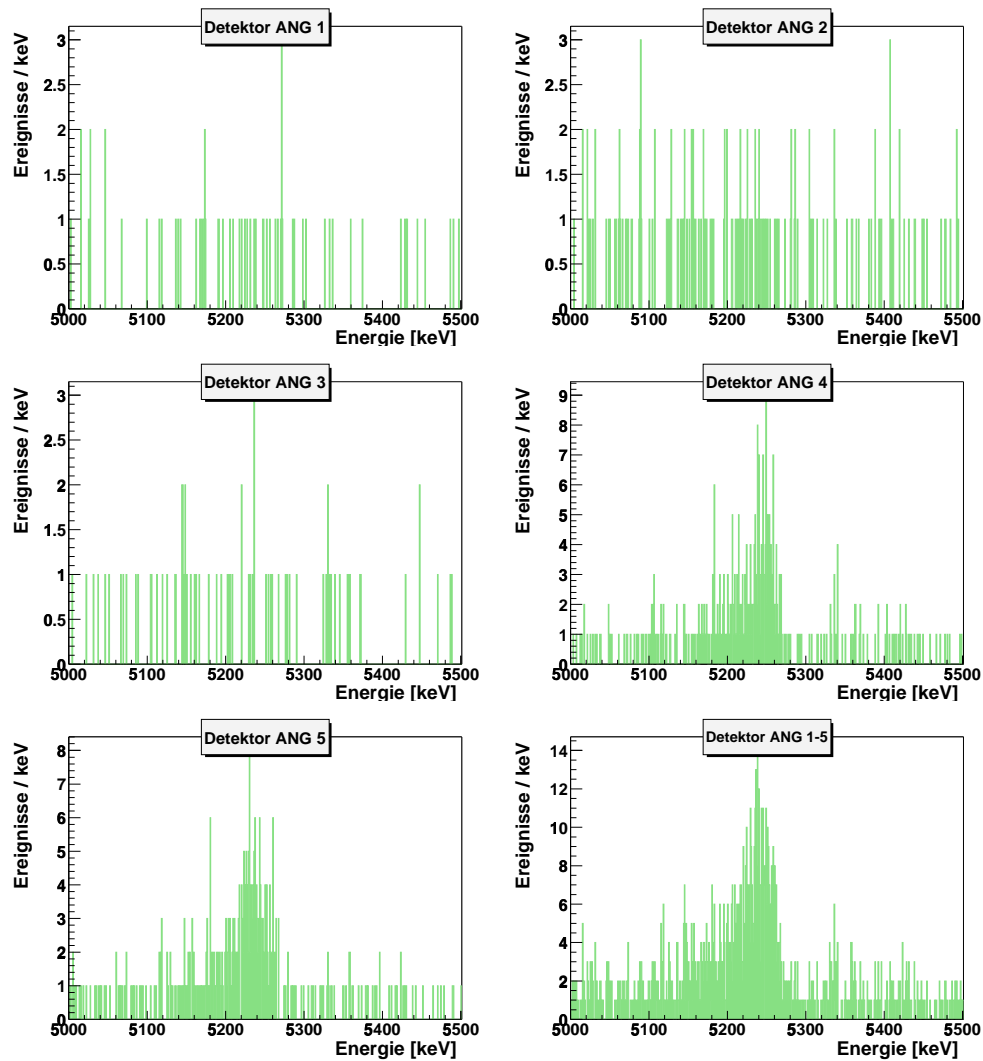 Detektor ANG 1
Ereignisse / keV
3
2.5
2
1.5
1
0.5
0
5000 5100 5200 5300 5400 5500
Energie [keV]
Detektor ANG 2
Ereignisse / keV
3
2.5
2
1.5
1
0.5
0
5000 5100 5200 5300 5400 5500
Energie [keV]
Detektor ANG 3
Ereignisse / keV
3
2.5
2
1.5
1
0.5
0
5000 5100 5200 5300 5400 5500
Energie [keV]
Detektor ANG 4
Ereignisse / keV
9
8
7
6
5
4
3
2
1
0
5000 5100 5200 5300 5400 5500
Energie [keV]
Detektor ANG 5
Ereignisse / keV
8
7
6
5
4
3
2
1
0
5000 5100 5200 5300 5400 5500
Energie [keV]
Detektor ANG 1-5
Ereignisse / keV
14
12
10
8
6
4
2
0
5000 5100 5200 5300 5400 5500
Energie [keV]